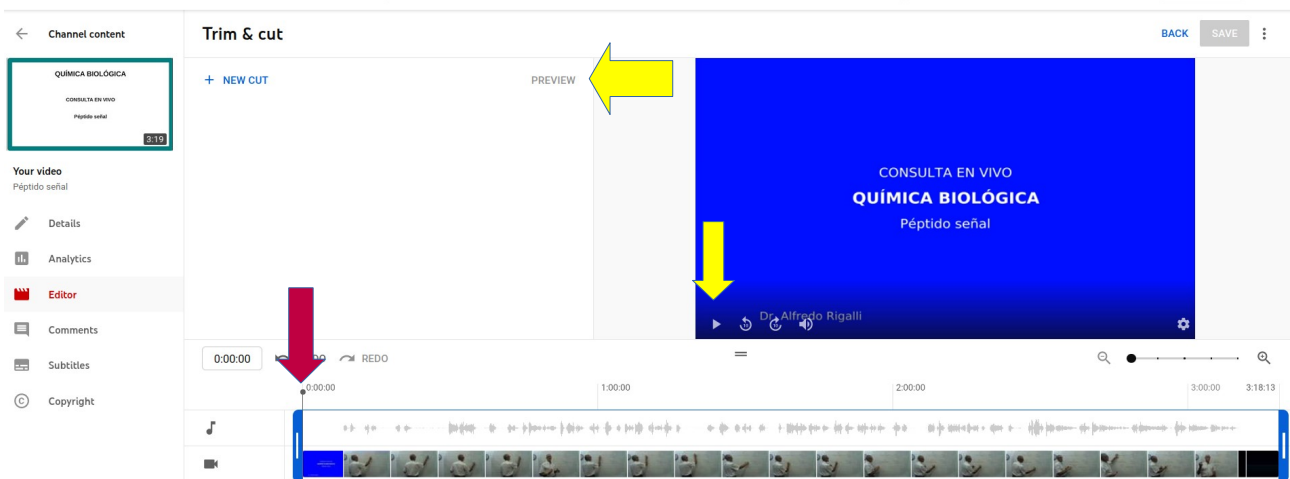 Channel content
Trim & cut
BACK
SAVE
QUÍMICA BIOLÓGICA
CONSULTA EN VIVO
Péptido señal
3:19
+ NEW CUT
PREVIEW
CONSULTA EN VIVO
QUÍMICA BIOLÓGICA
Péptido señal
Dr. Alfredo Rigalli
Your video
Péptido señal
Details
Analytics
Editor
Comments
Subtitles
Copyright
0:00:00
REDO
0:00:00
1:00:00
2:00:00
3:00:00
3:18:13